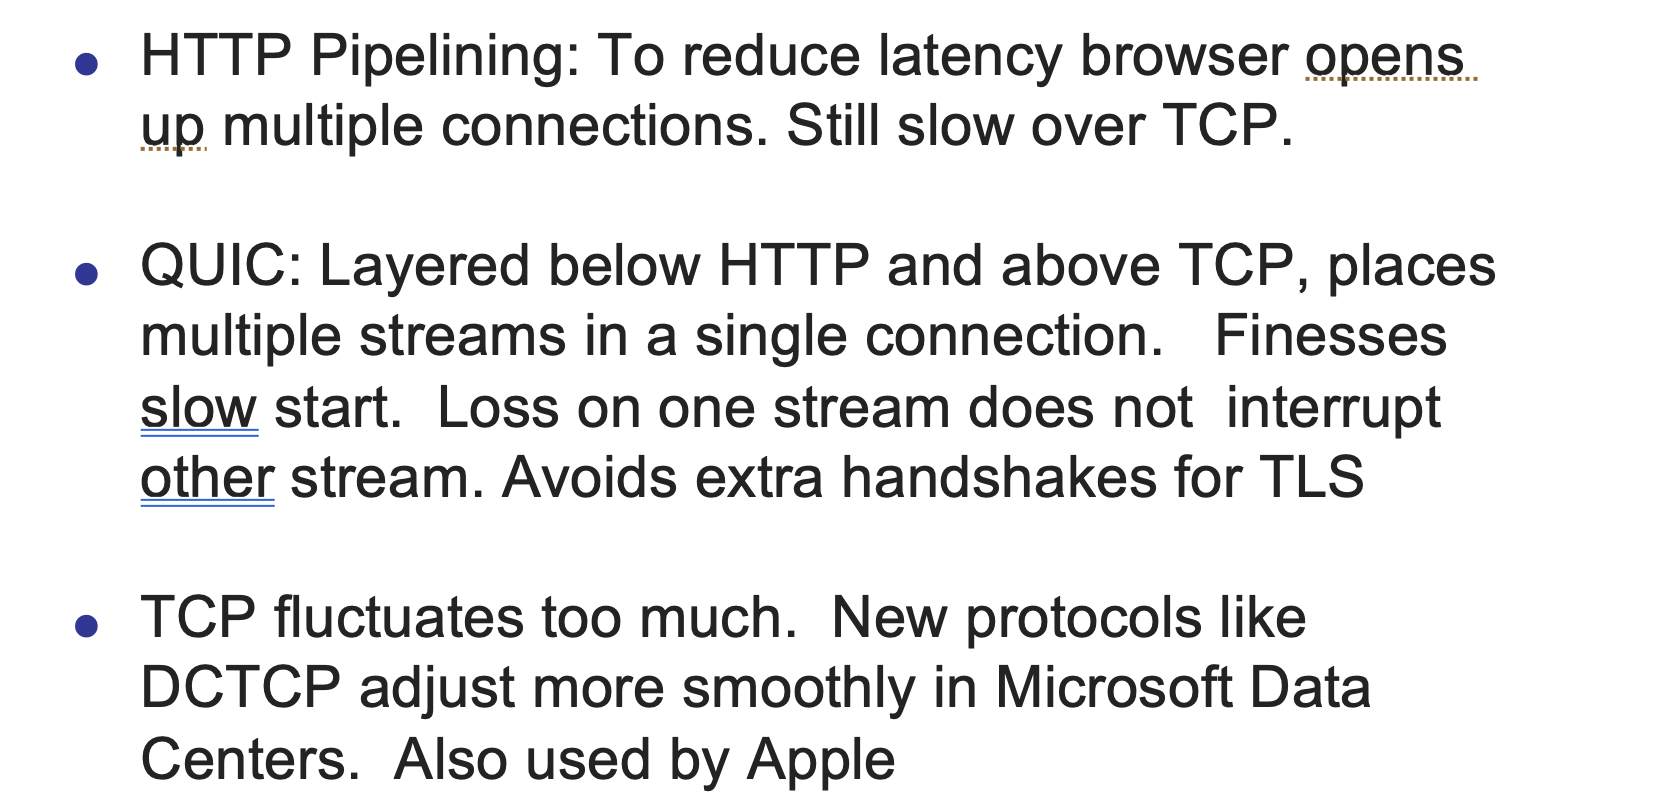 • HTTP Pipelining: To reduce latency browser opens
up multiple connections. Still slow over TCP.
• QUIC: Layered below HTTP and above TCP, places
multiple streams in a single connection.   Finesses
slow start.  Loss on one stream does not  interrupt
other stream. Avoids extra handshakes for TLS
• TCP fluctuates too much.  New protocols like
DCTCP adjust more smoothly in Microsoft Data
Centers.  Also used by Apple